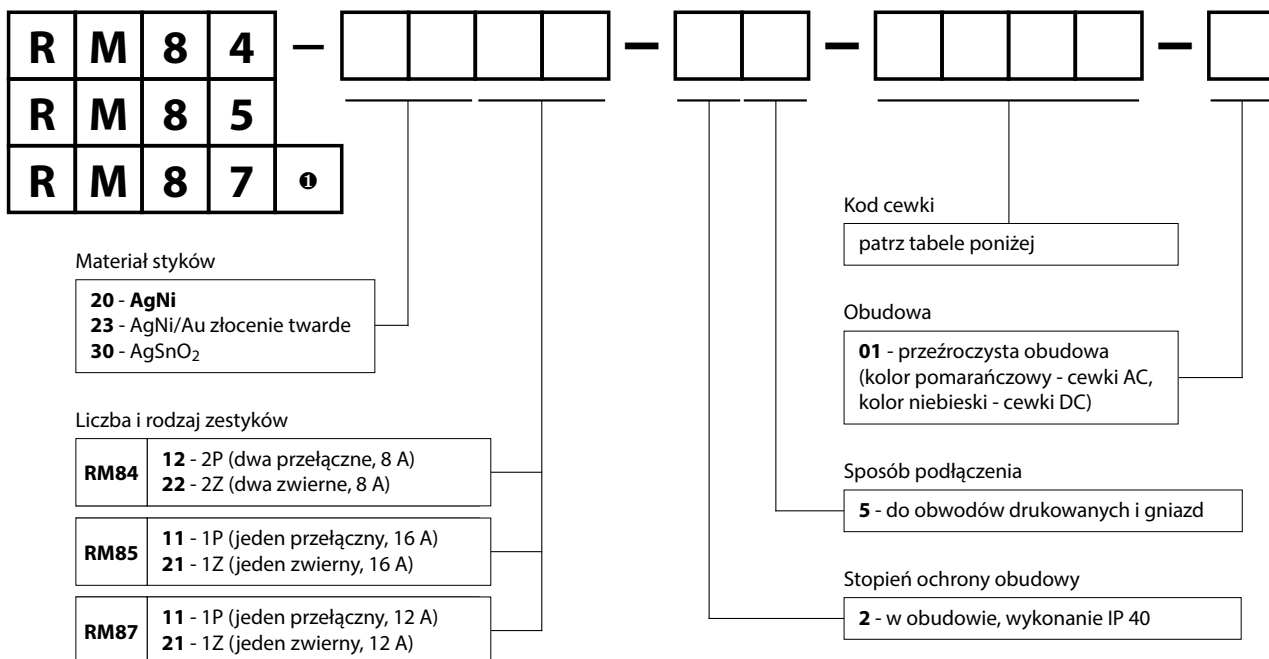 R M 8 4 – – – –
R M 8 5
R M 8 7 ❶
Materiał styków
20 - AgNi
23 - AgNi/Au złocenie twarde
30 - AgSnO2
Liczba i rodzaj zestyków
RM84
12 - 2P (dwa przełączne, 8 A)
22 - 2Z (dwa zwierne, 8 A)
RM85
11 - 1P (jeden przełączny, 16 A)
21 - 1Z (jeden zwierny, 16 A)
RM87
11 - 1P (jeden przełączny, 12 A)
21 - 1Z (jeden zwierny, 12 A)
Kod cewki
patrz tabele poniżej
Obudowa
01 - przeźroczysta obudowa
(kolor pomarańczowy - cewki AC,
kolor niebieski - cewki DC)
Sposób podłączenia
5 - do obwodów drukowanych i gniazd
Stopień ochrony obudowy
2 - w obudowie, wykonanie IP 40